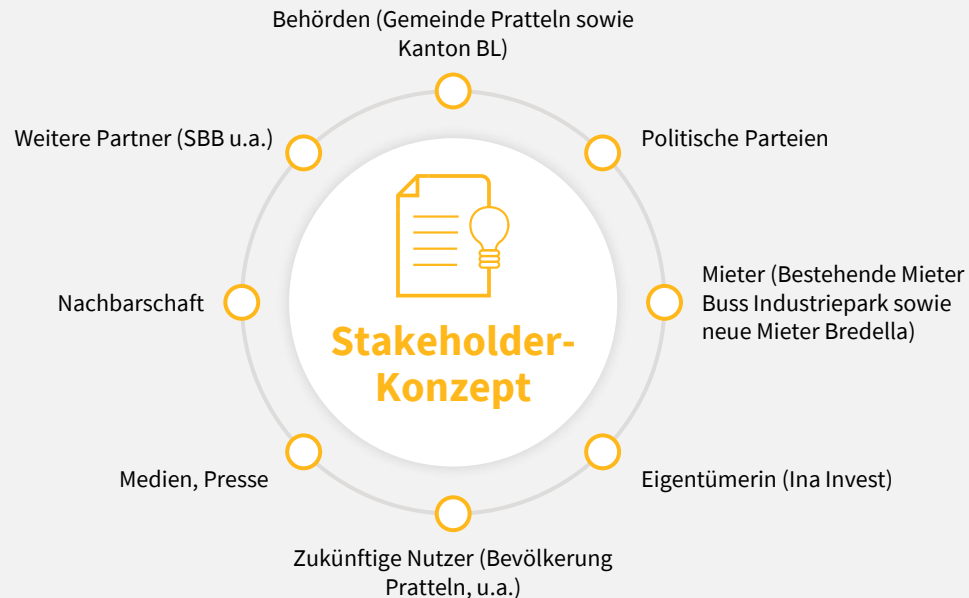 Behörden (Gemeinde Pratteln sowie
Kanton BL)
Weitere Partner (SBB u.a.)
Politische Parteien
Nachbarschaft
Mieter (Bestehende Mieter
Buss Industriepark sowie
neue Mieter Bredella)
Stakeholder-
Konzept
Medien, Presse
Eigentümerin (Ina Invest)
Zukünftige Nutzer (Bevölkerung
Pratteln, u.a.)